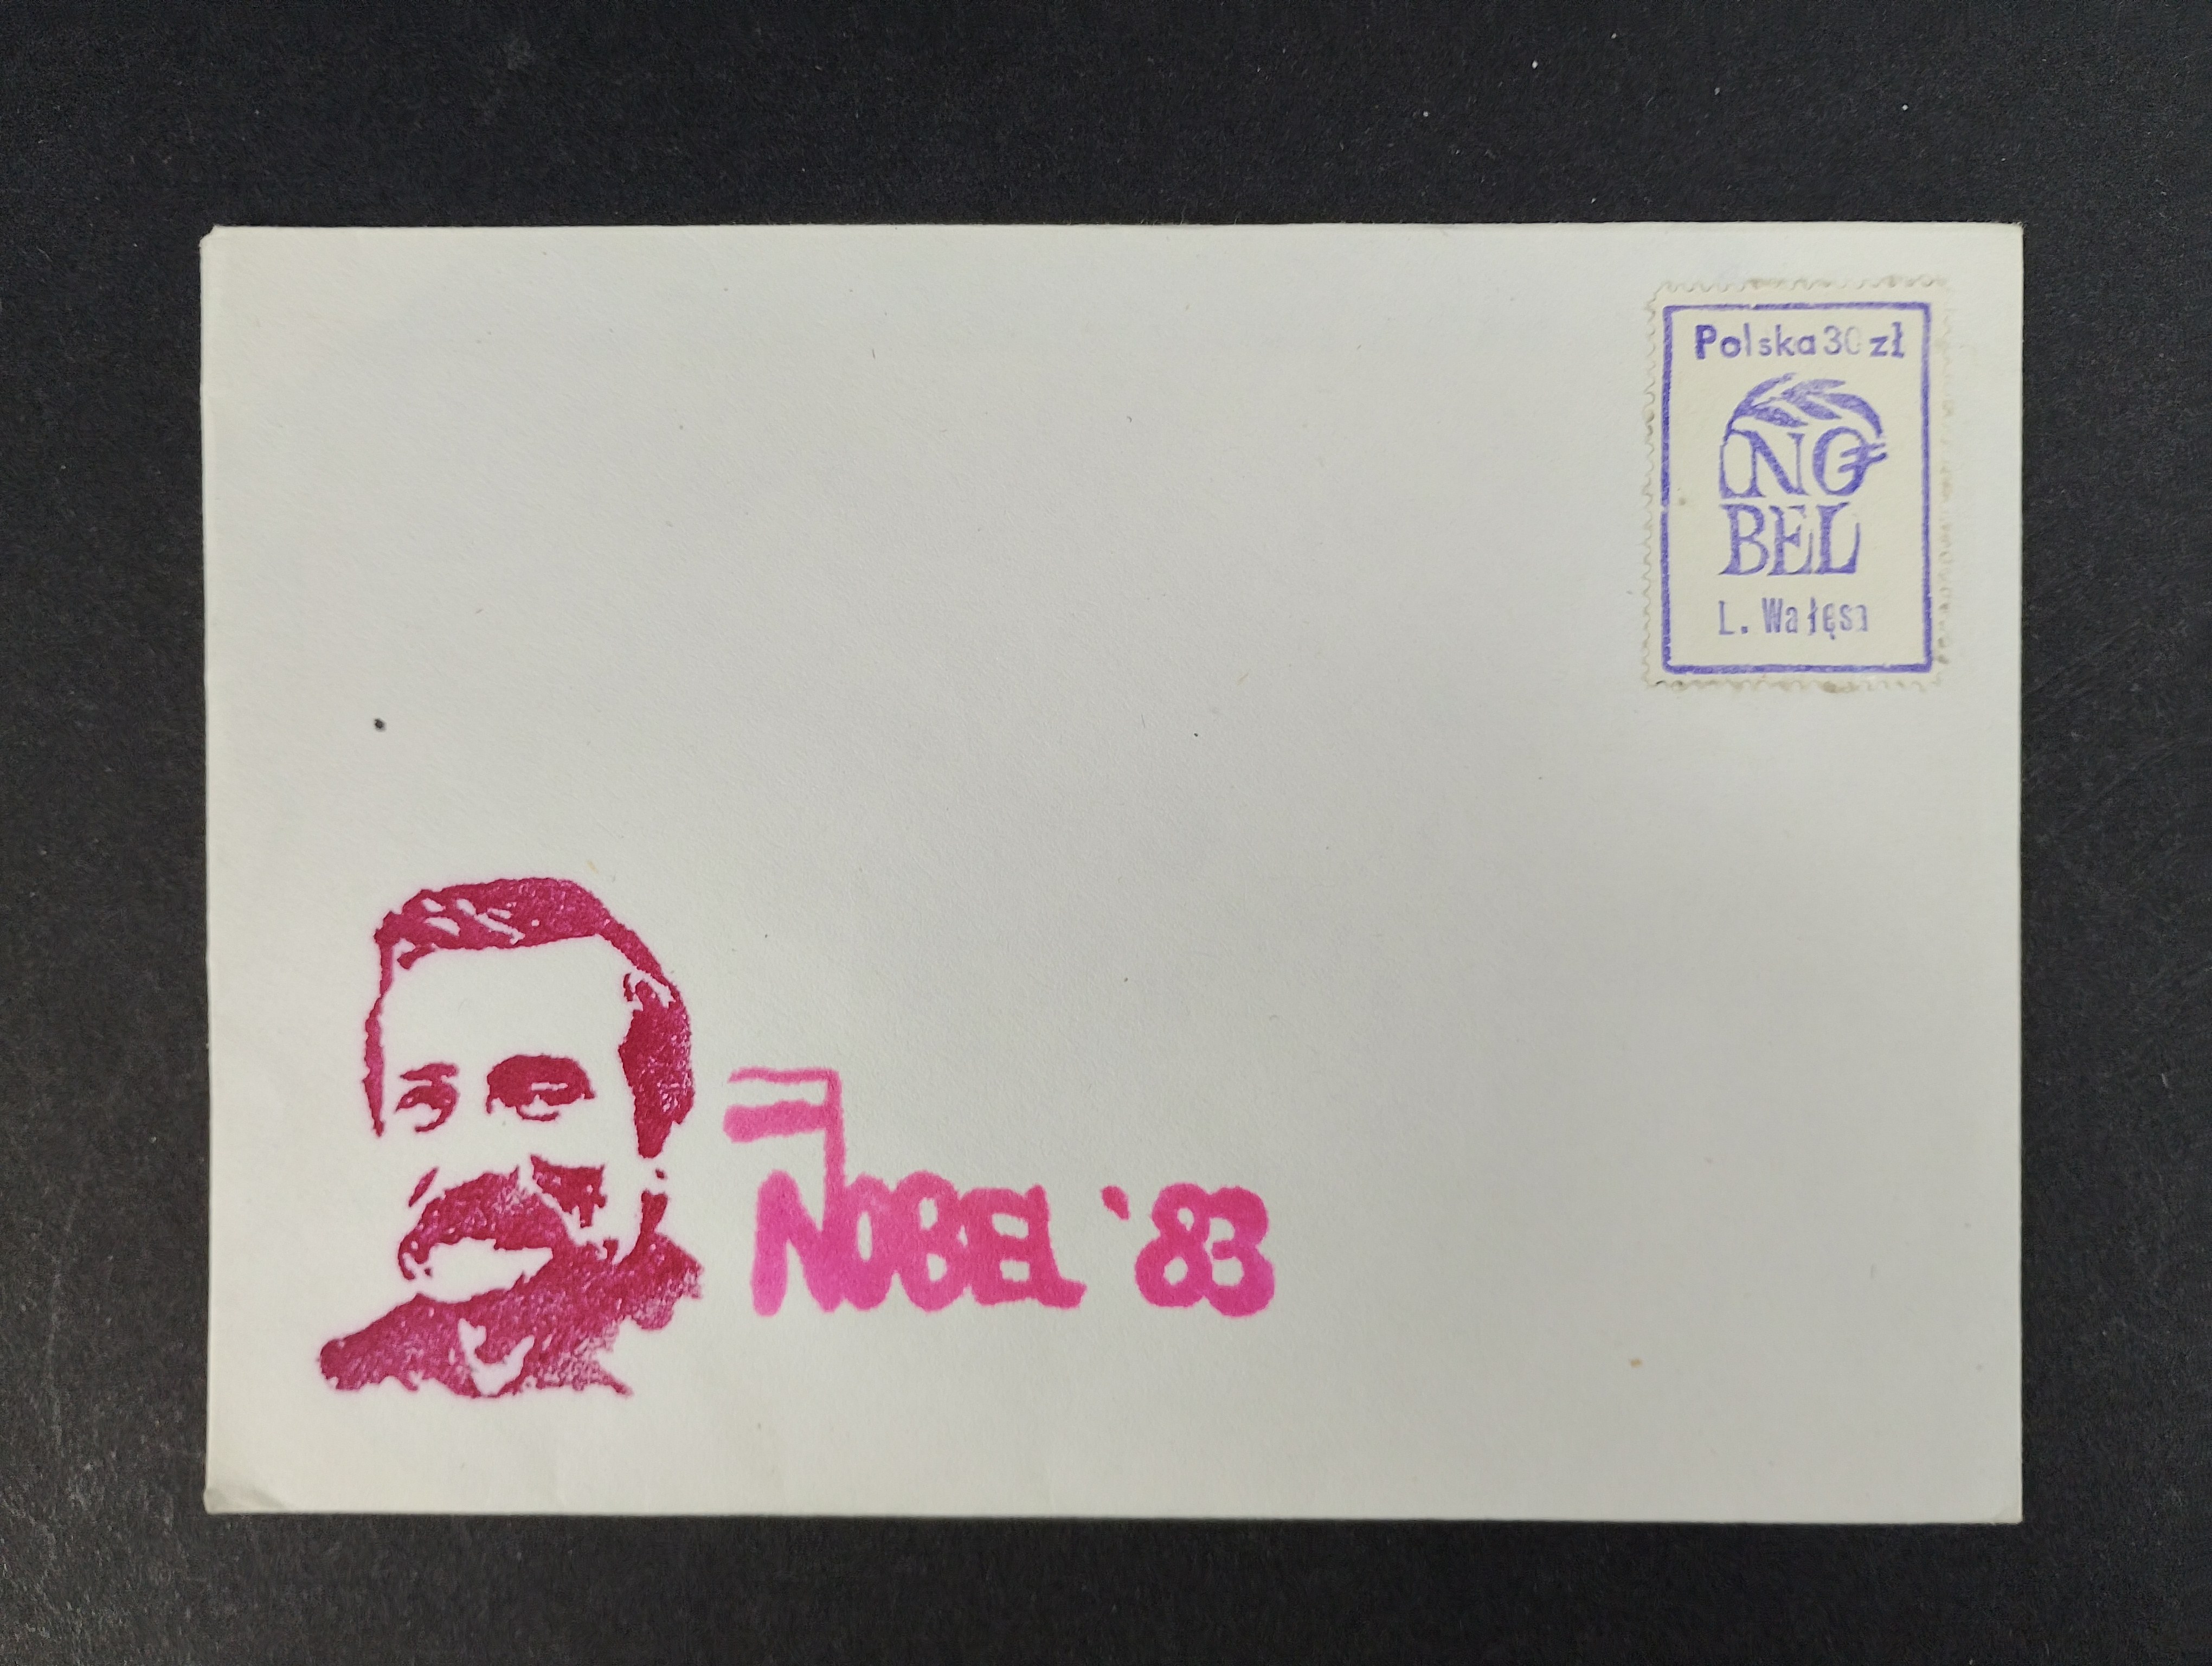 Polska 30 zł
NO
BEL
L. Wałęsa
NOBEL '83